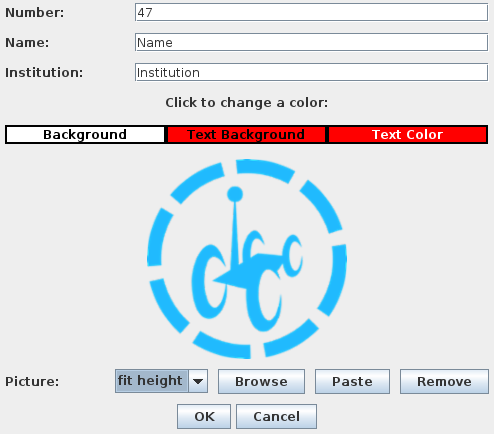 Number: 47
Name: Name
Institution: Institution
Click to change a color:
Background Text Background Text Color
CICC
Picture: fit height Browse Paste Remove
OK Cancel